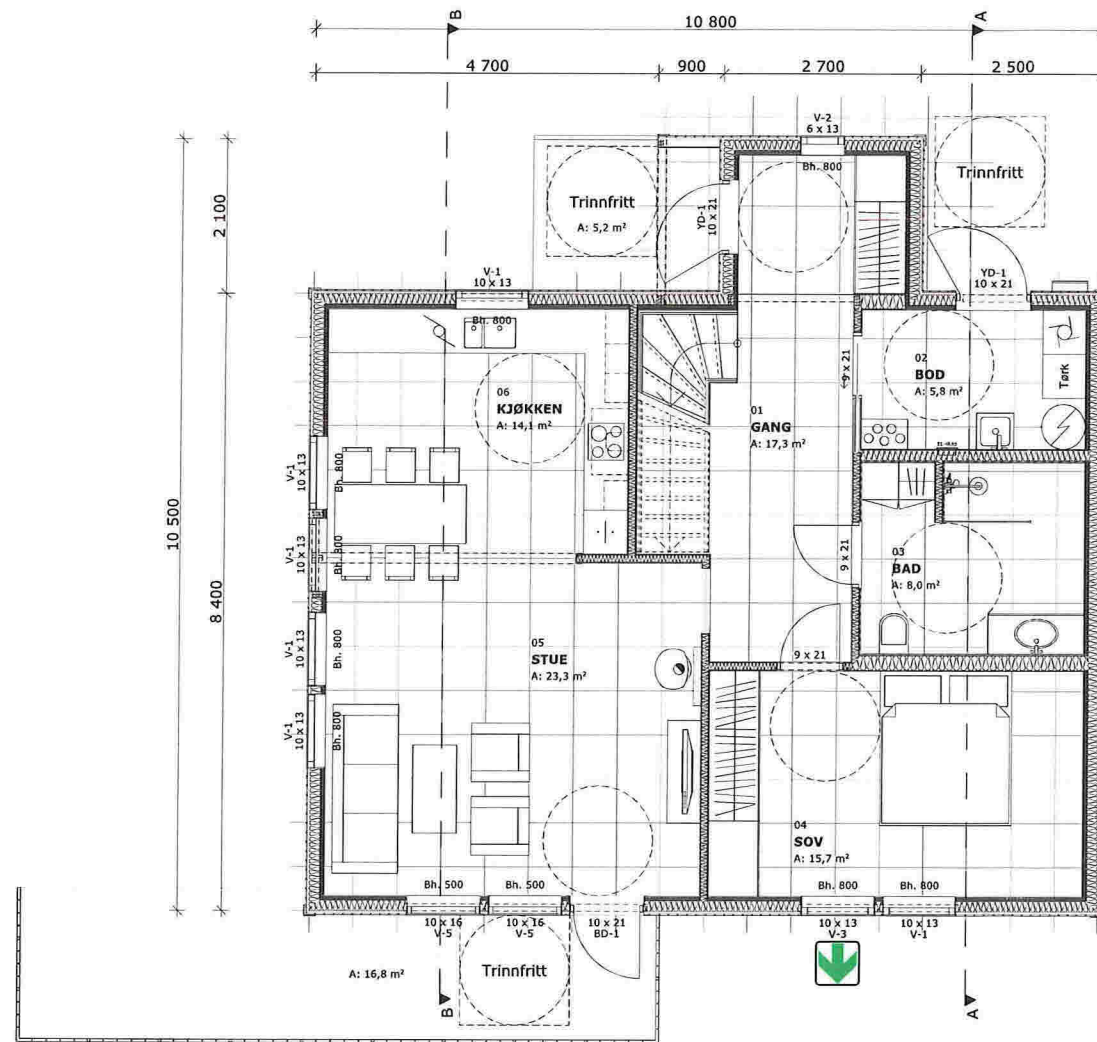 B
A
10 800
4 700
900
2 700
2 500
V-2
6 x 13
Bh. 800
Trinnfritt
A: 5,2 m²
YD-1
10 x 21
Trinnfritt
YD-1
10 x 21
2 100
10 500
8 400
V-1
10 x 13
Bh. 800
06
KJØKKEN
A: 14,1 m²
9 x 21
02
BOD
A: 5,8 m²
Tørk
01
GANG
A: 17,3 m²
V-1
10 x 13
Bh. 800
V-1
10 x 13
Bh. 800
9 x 21
03
BAD
A: 8,0 m²
V-1
10 x 13
Bh. 800
05
STUE
A: 23,3 m²
9 x 21
V-1
10 x 13
Bh. 800
04
SOV
A: 15,7 m²
Bh. 500
Bh. 500
Bh. 800
Bh. 800
10 x 16
V-5
10 x 16
V-5
10 x 21
BD-1
10 x 13
V-3
10 x 13
V-1
A: 16,8 m²
Trinnfritt
B
A